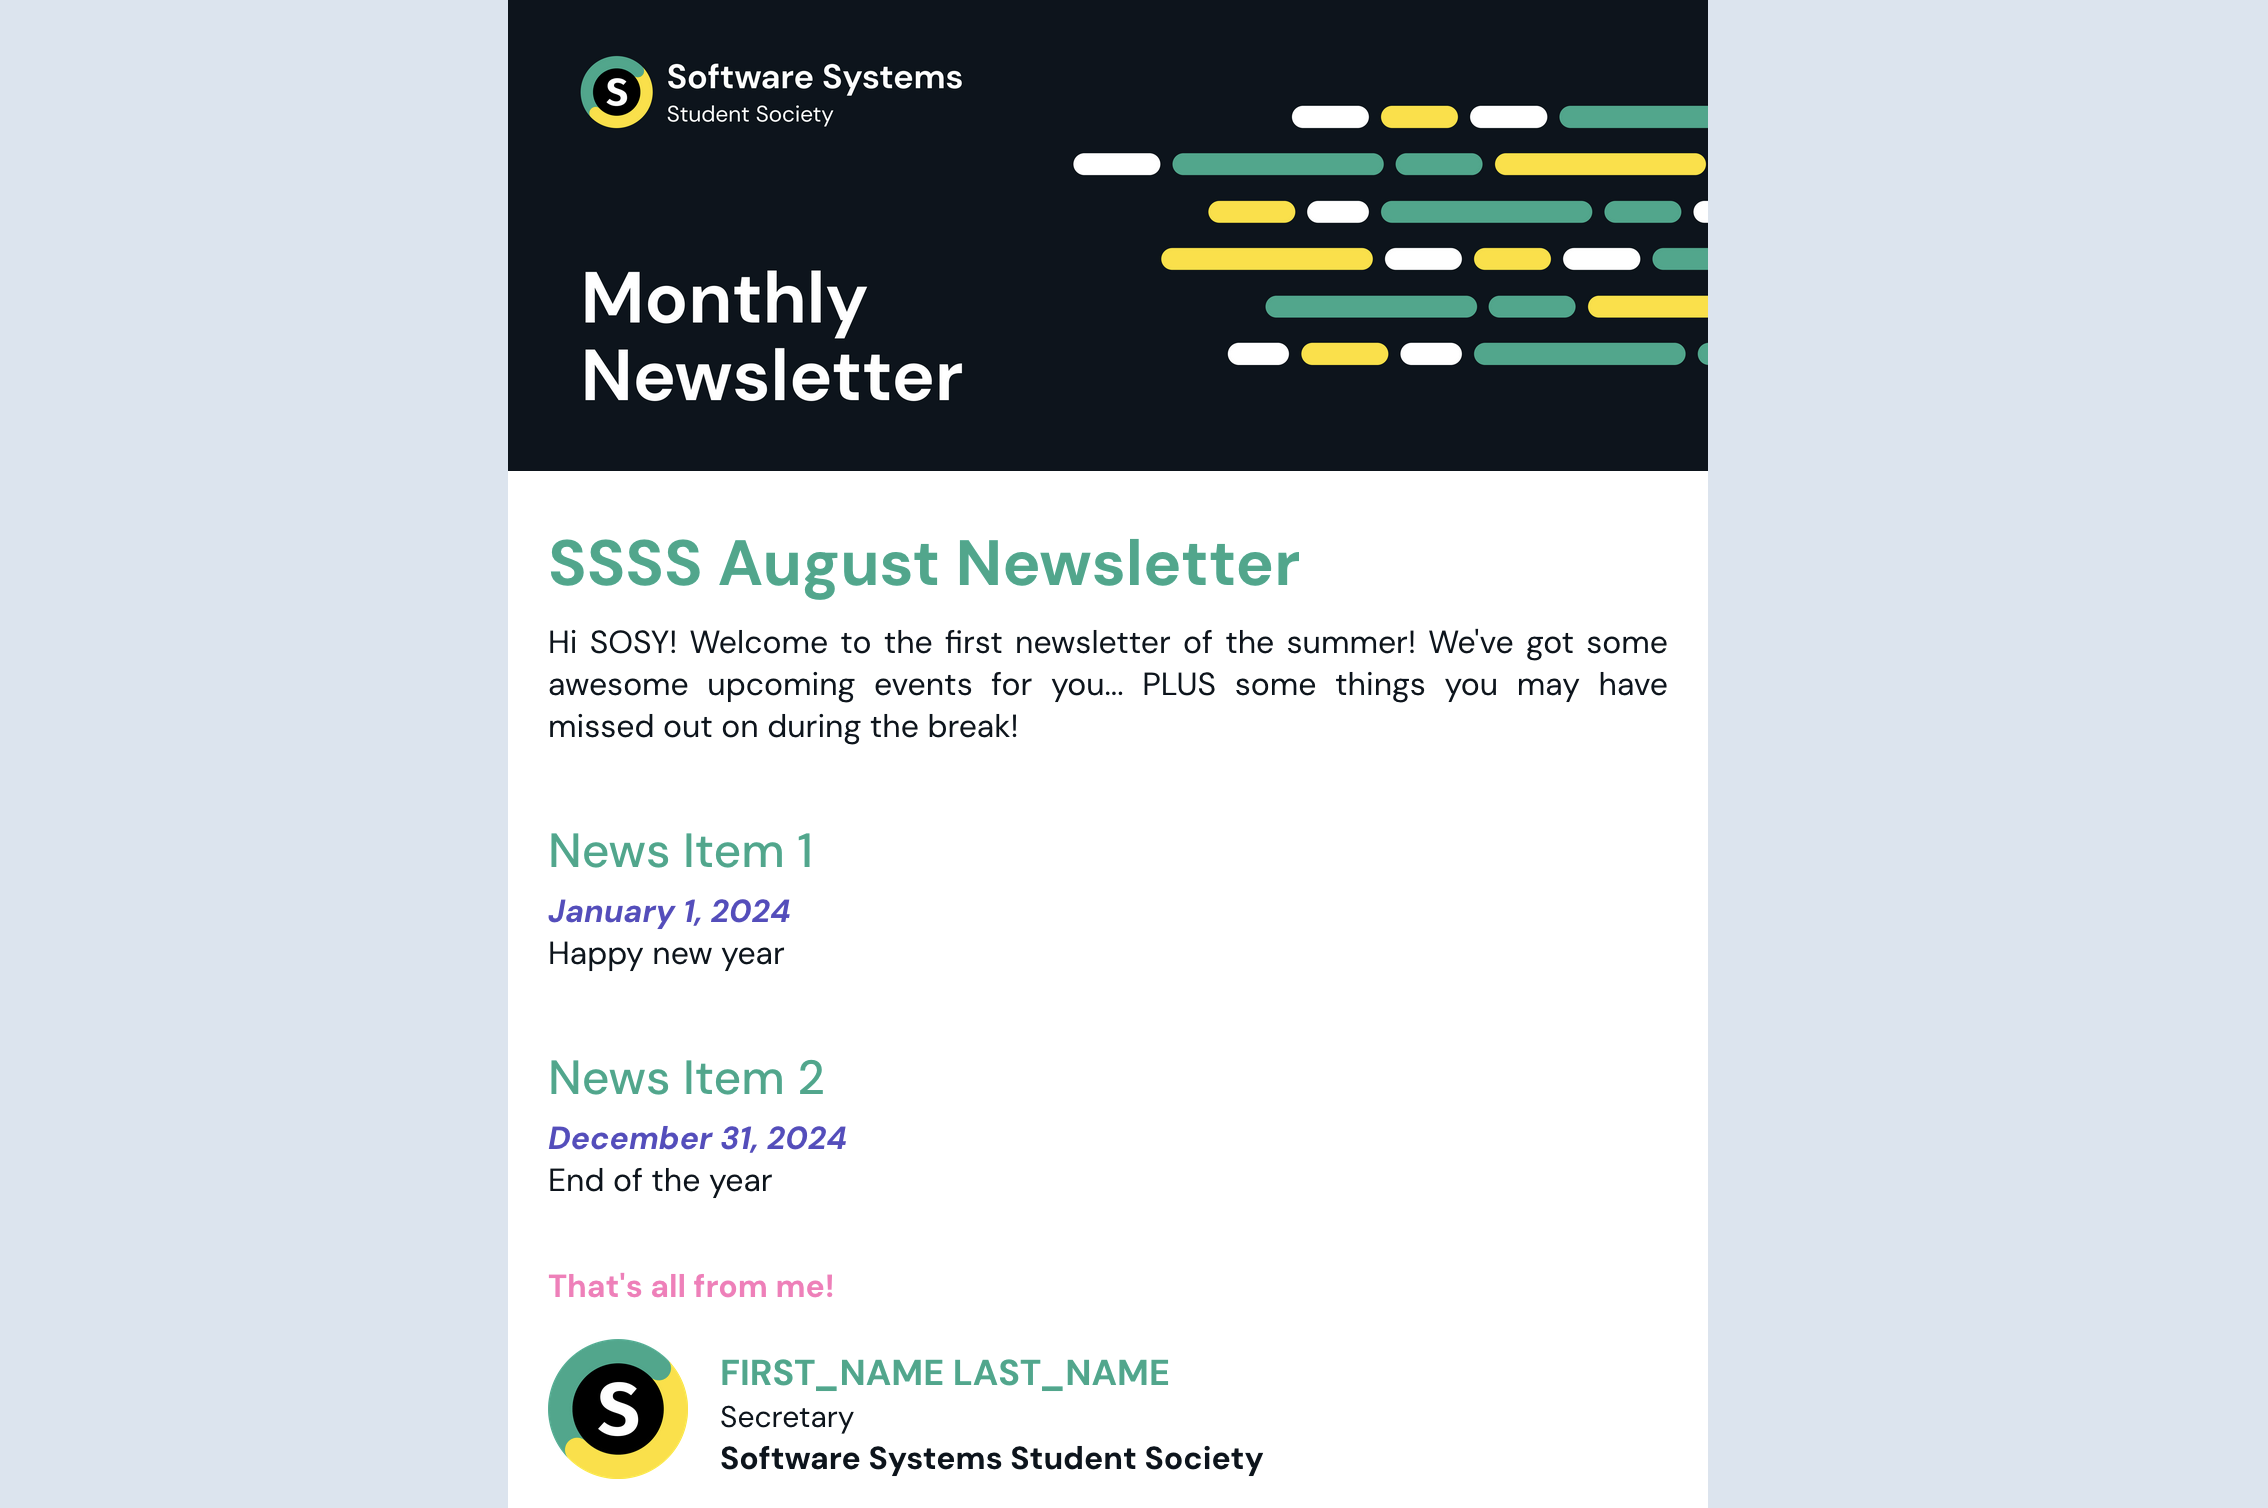 S
Software Systems
Student Society
Monthly
Newsletter
SSSS August Newsletter
Hi SOSY! Welcome to the first newsletter of the summer! We've got some
awesome upcoming events for you... PLUS some things you may have
missed out on during the break!
News Item 1
January 1, 2024
Happy new year
News Item 2
December 31, 2024
End of the year
That's all from me!
S
FIRST_NAME LAST_NAME
Secretary
Software Systems Student Society